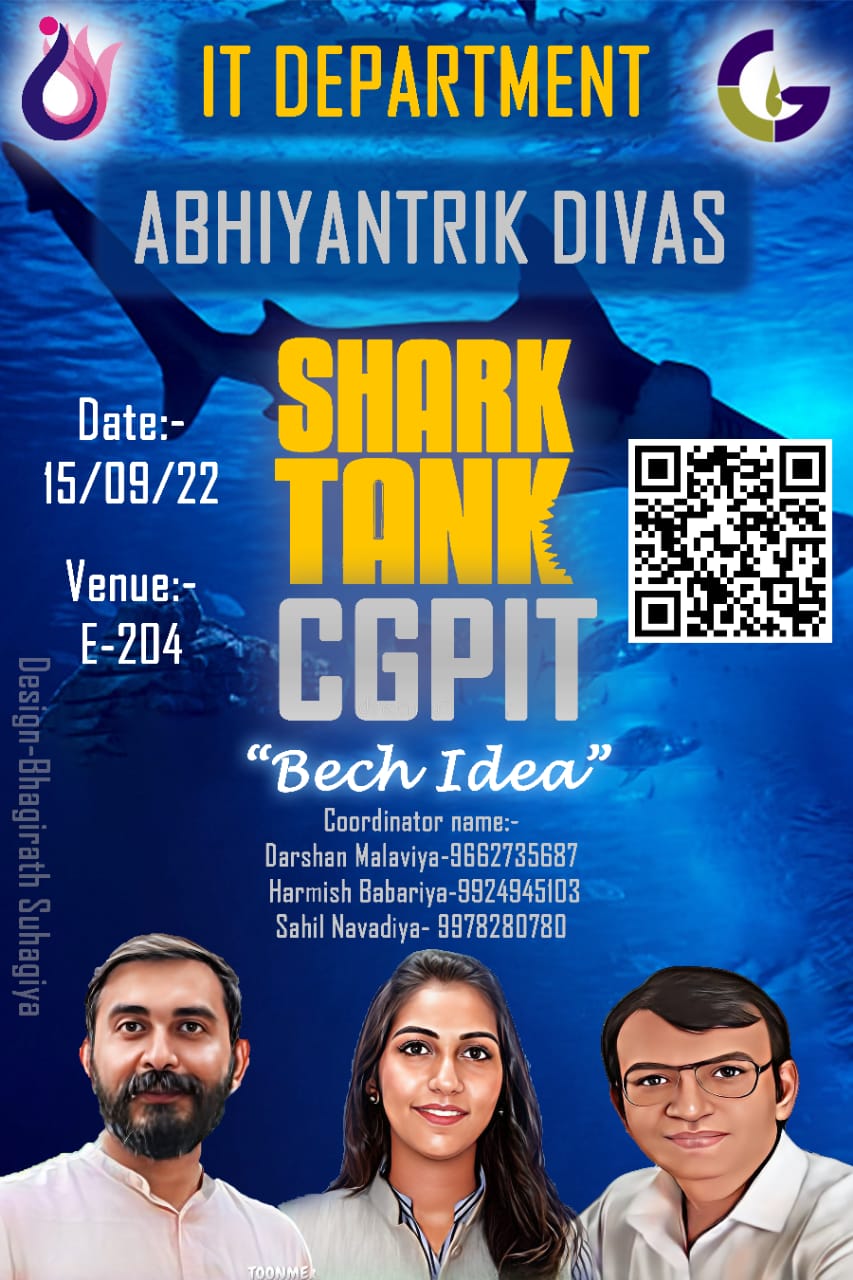 IT DEPARTMENT
ABHIYANTRIK DIVAS
SHARK
TANK
CGPIT
Date:-
15/09/22
Venue:-
E-204
"Bech Idea"
Coordinator name:-
Darshan Malaviya-9662735687
Harmish Babariya-9924945103
Sahil Navadiya- 9978280780
Design-Bhagirath Suhagiya
TOONME